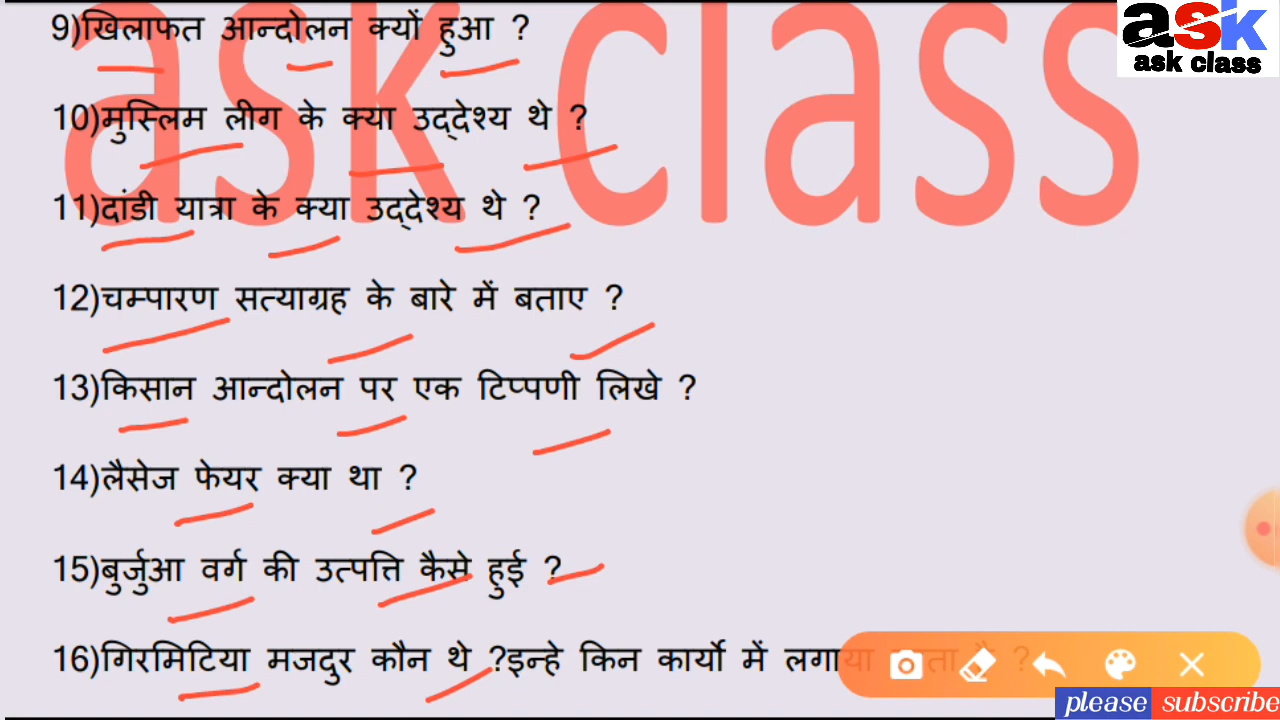 ask class
ask
ask class
9)खिलाफत आन्दोलन क्यों हुआ ?
10)मुस्लिम लीग के क्या उद्देश्य थे ?
11)दांडी यात्रा के क्या उद्देश्य थे ?
12)चम्पारण सत्याग्रह के बारे में बताए ?
13)किसान आन्दोलन पर एक टिप्पणी लिखे ?
14)लैसेज फेयर क्या था ?
15)बुर्जुआ वर्ग की उत्पत्ति कैसे हुई ?
16)गिरमिटिया मजदुर कौन थे ?इन्हे किन कार्यो में लगाया ?
please subscribe